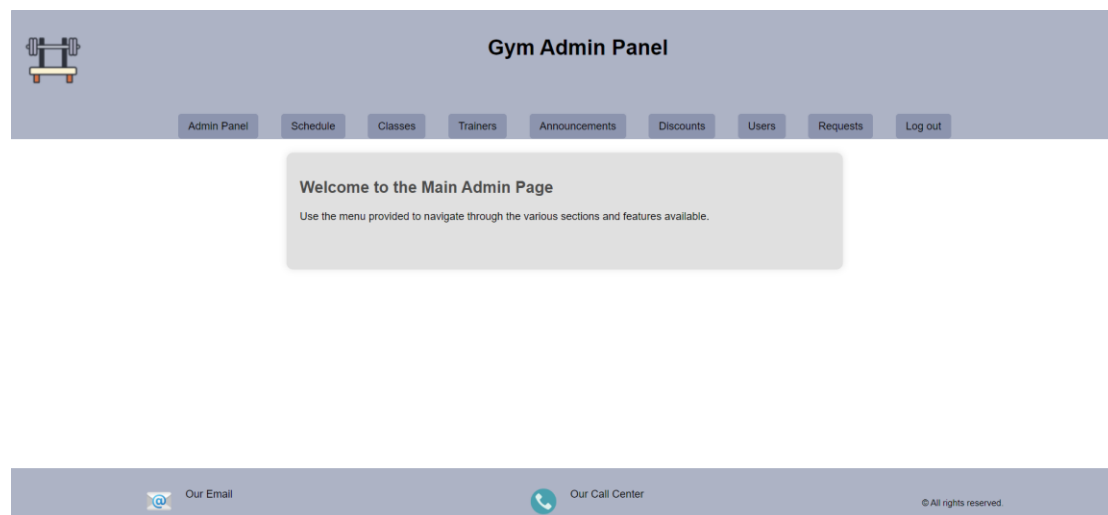 Gym Admin Panel
Admin Panel Schedule Classes Trainers Announcements Discounts Users Requests Log out
Welcome to the Main Admin Page
Use the menu provided to navigate through the various sections and features available.
@ Our Email Our Call Center
© All rights reserved.